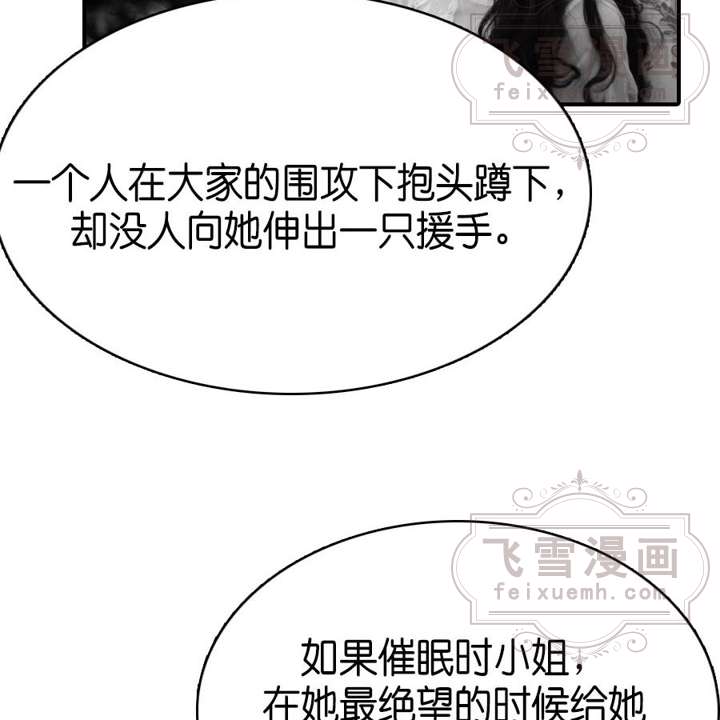 飞雪漫画
feixuemh.com
一个人在大家的围攻下抱头蹲下，
却没人向她伸出一只援手。
飞雪漫画
feixuemh.com
如果催眠时小姐，
在她最绝望的时候给她